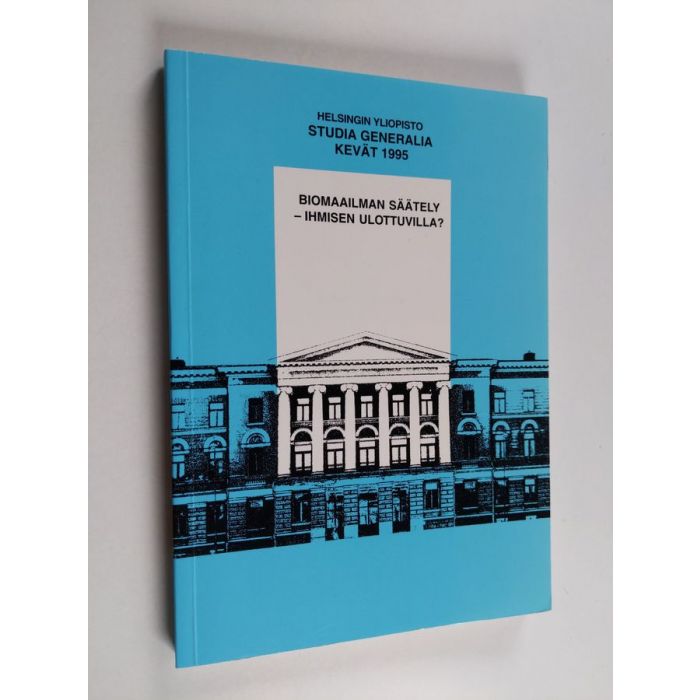 HELSINGIN YLIOPISTO
STUDIA GENERALIA
KEVÄT 1995
BIOMAAILMAN SÄÄTELY
– IHMISEN ULOTTUVILLA?